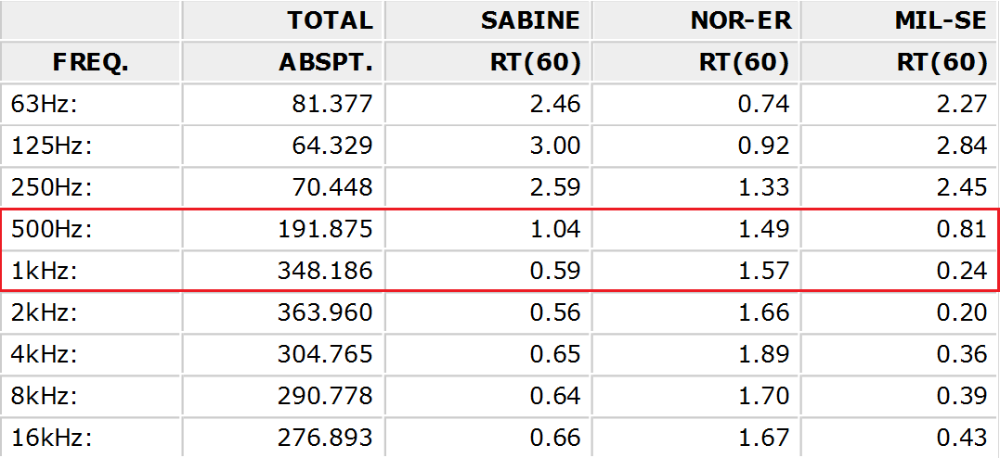 TOTAL SABINE NOR-ER MIL-SE
FREQ. ABSPT. RT(60) RT(60) RT(60)
63Hz: 81.377 2.46 0.74 2.27
125Hz: 64.329 3.00 0.92 2.84
250Hz: 70.448 2.59 1.33 2.45
500Hz: 191.875 1.04 1.49 0.81
1kHz: 348.186 0.59 1.57 0.24
2kHz: 363.960 0.56 1.66 0.20
4kHz: 304.765 0.65 1.89 0.36
8kHz: 290.778 0.64 1.70 0.39
16kHz: 276.893 0.66 1.67 0.43